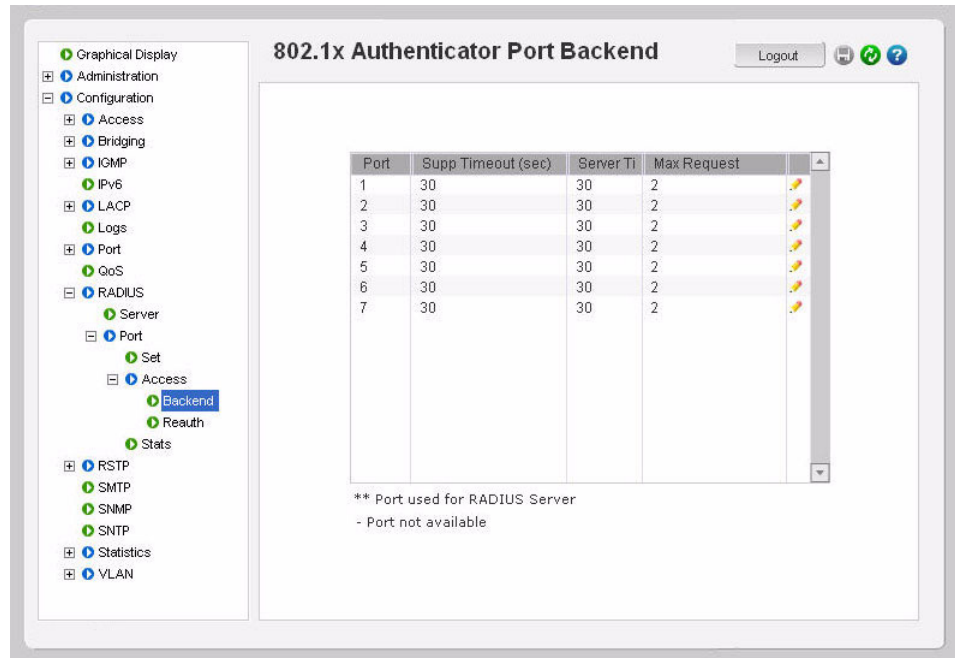 802.1x Authenticator Port Backend
Logout
Graphical Display
Administration
Configuration
Access
Bridging
IGMP
IPv6
LACP
Logs
Port
QoS
RADIUS
Server
Port
Set
Access
Backend
Reauth
Stats
RSTP
SMTP
SNMP
SNTP
Statistics
VLAN
Port Supp Timeout (sec) Server Ti Max Request
1 30 30 2
2 30 30 2
3 30 30 2
4 30 30 2
5 30 30 2
6 30 30 2
7 30 30 2
** Port used for RADIUS Server
- Port not available